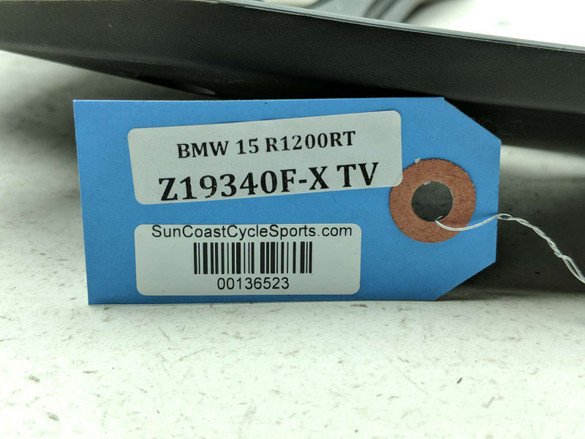 BMW 15 R1200RT
Z19340F-X TV
SunCoastCycleSports.com
00136523